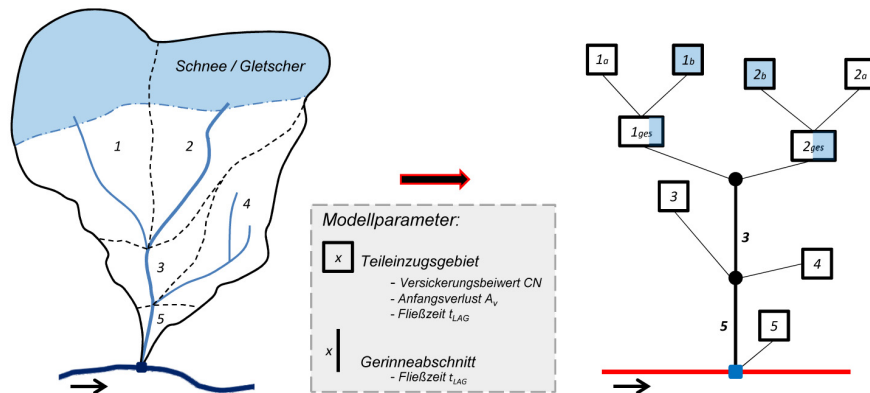 Schnee / Gletscher
1
2
4
3
5
Modellparameter:
x Teileinzugsgebiet
- Versickerungsbeiwert CN
- Anfangsverlust Av
- Fließzeit tLAG
x Gerinneabschnitt
- Fließzeit tLAG
1a
1b
2b
2a
1ges
2ges
3
3
4
5
5